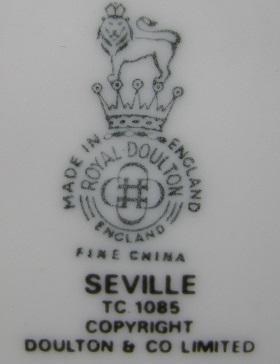 MADE IN ENGLAND
ROYAL·DOULTON
ENGLAND
FINE CHINA
SEVILLE
TC 1085
COPYRIGHT
DOULTON & CO LIMITED